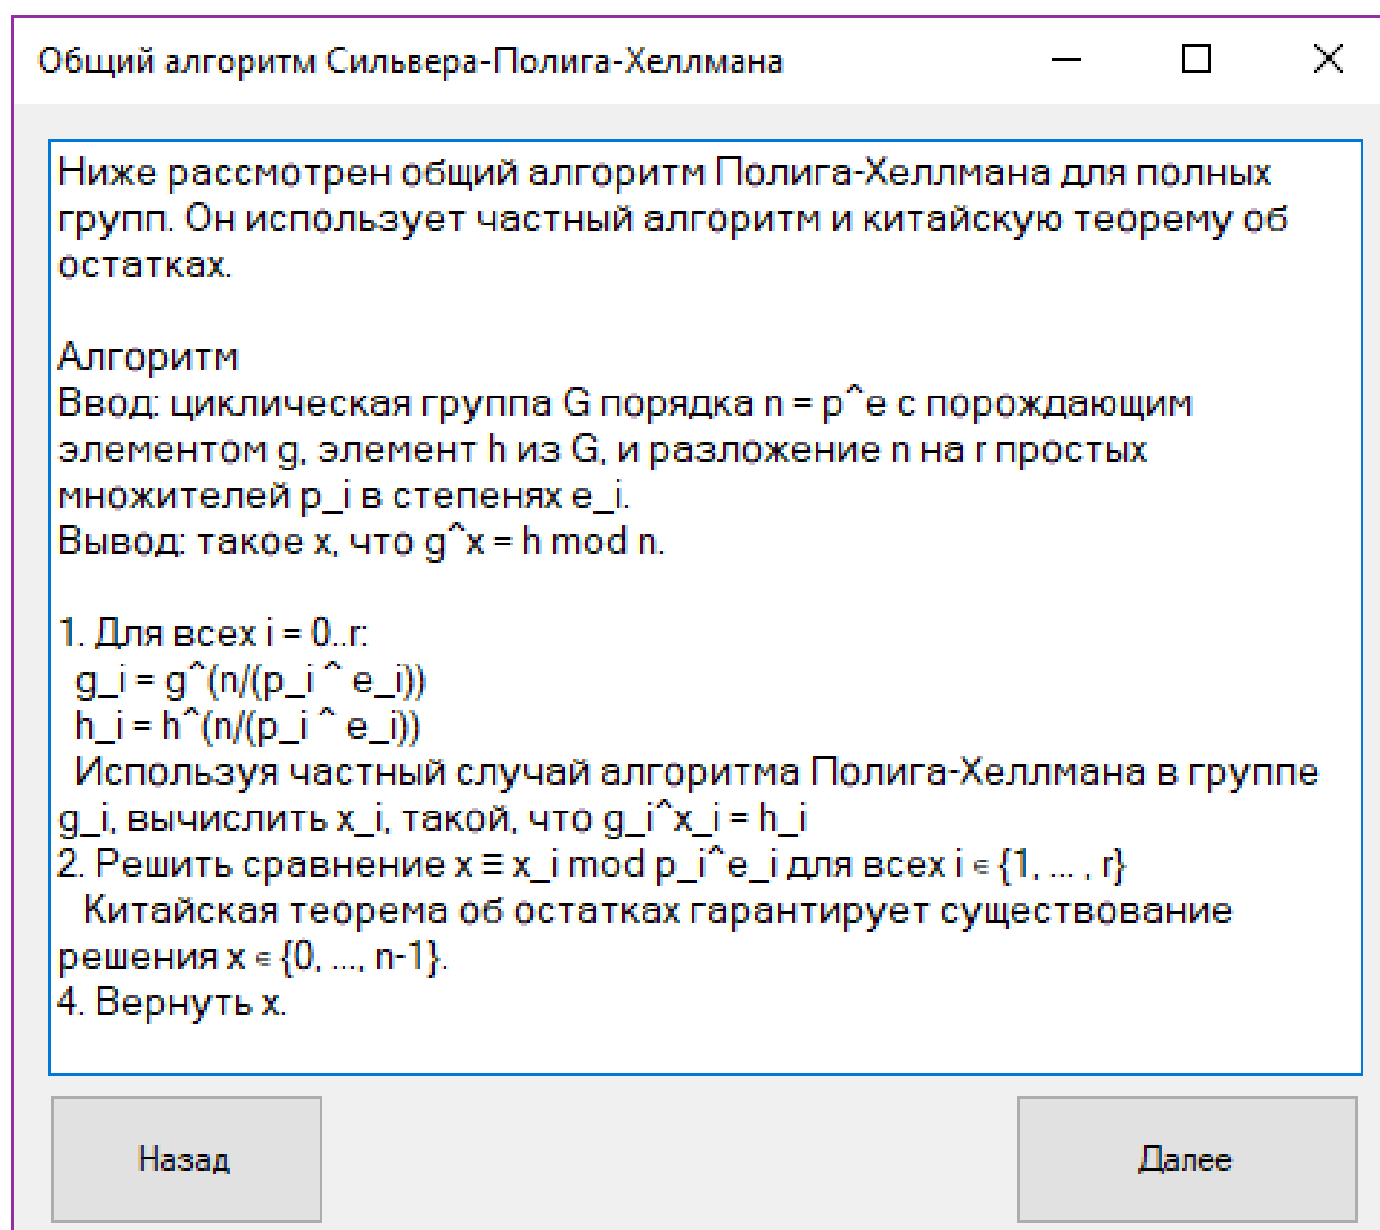 Общий алгоритм Сильвера-Полига-Хеллмана
Ниже рассмотрен общий алгоритм Полига-Хеллмана для полных
групп. Он использует частный алгоритм и китайскую теорему об
остатках.
Алгоритм
Ввод: циклическая группа G порядка n = p^e с порождающим
элементом g, элемент h из G, и разложение n на r простых
множителей p_i в степенях e_i.
Вывод: такое x, что g^x = h mod n.
1. Для всех i = 0..r:
g_i = g^(n/(p_i ^ e_i))
h_i = h^(n/(p_i ^ e_i))
Используя частный случай алгоритма Полига-Хеллмана в группе
g_i, вычислить x_i, такой, что g_i^x_i = h_i
2. Решить сравнение x ≡ x_i mod p_i^e_i для всех i ∊ {1, ... , r}
Китайская теорема об остатках гарантирует существование
решения x ∊ {0, ..., n-1}.
4. Вернуть x.
Назад
Далее